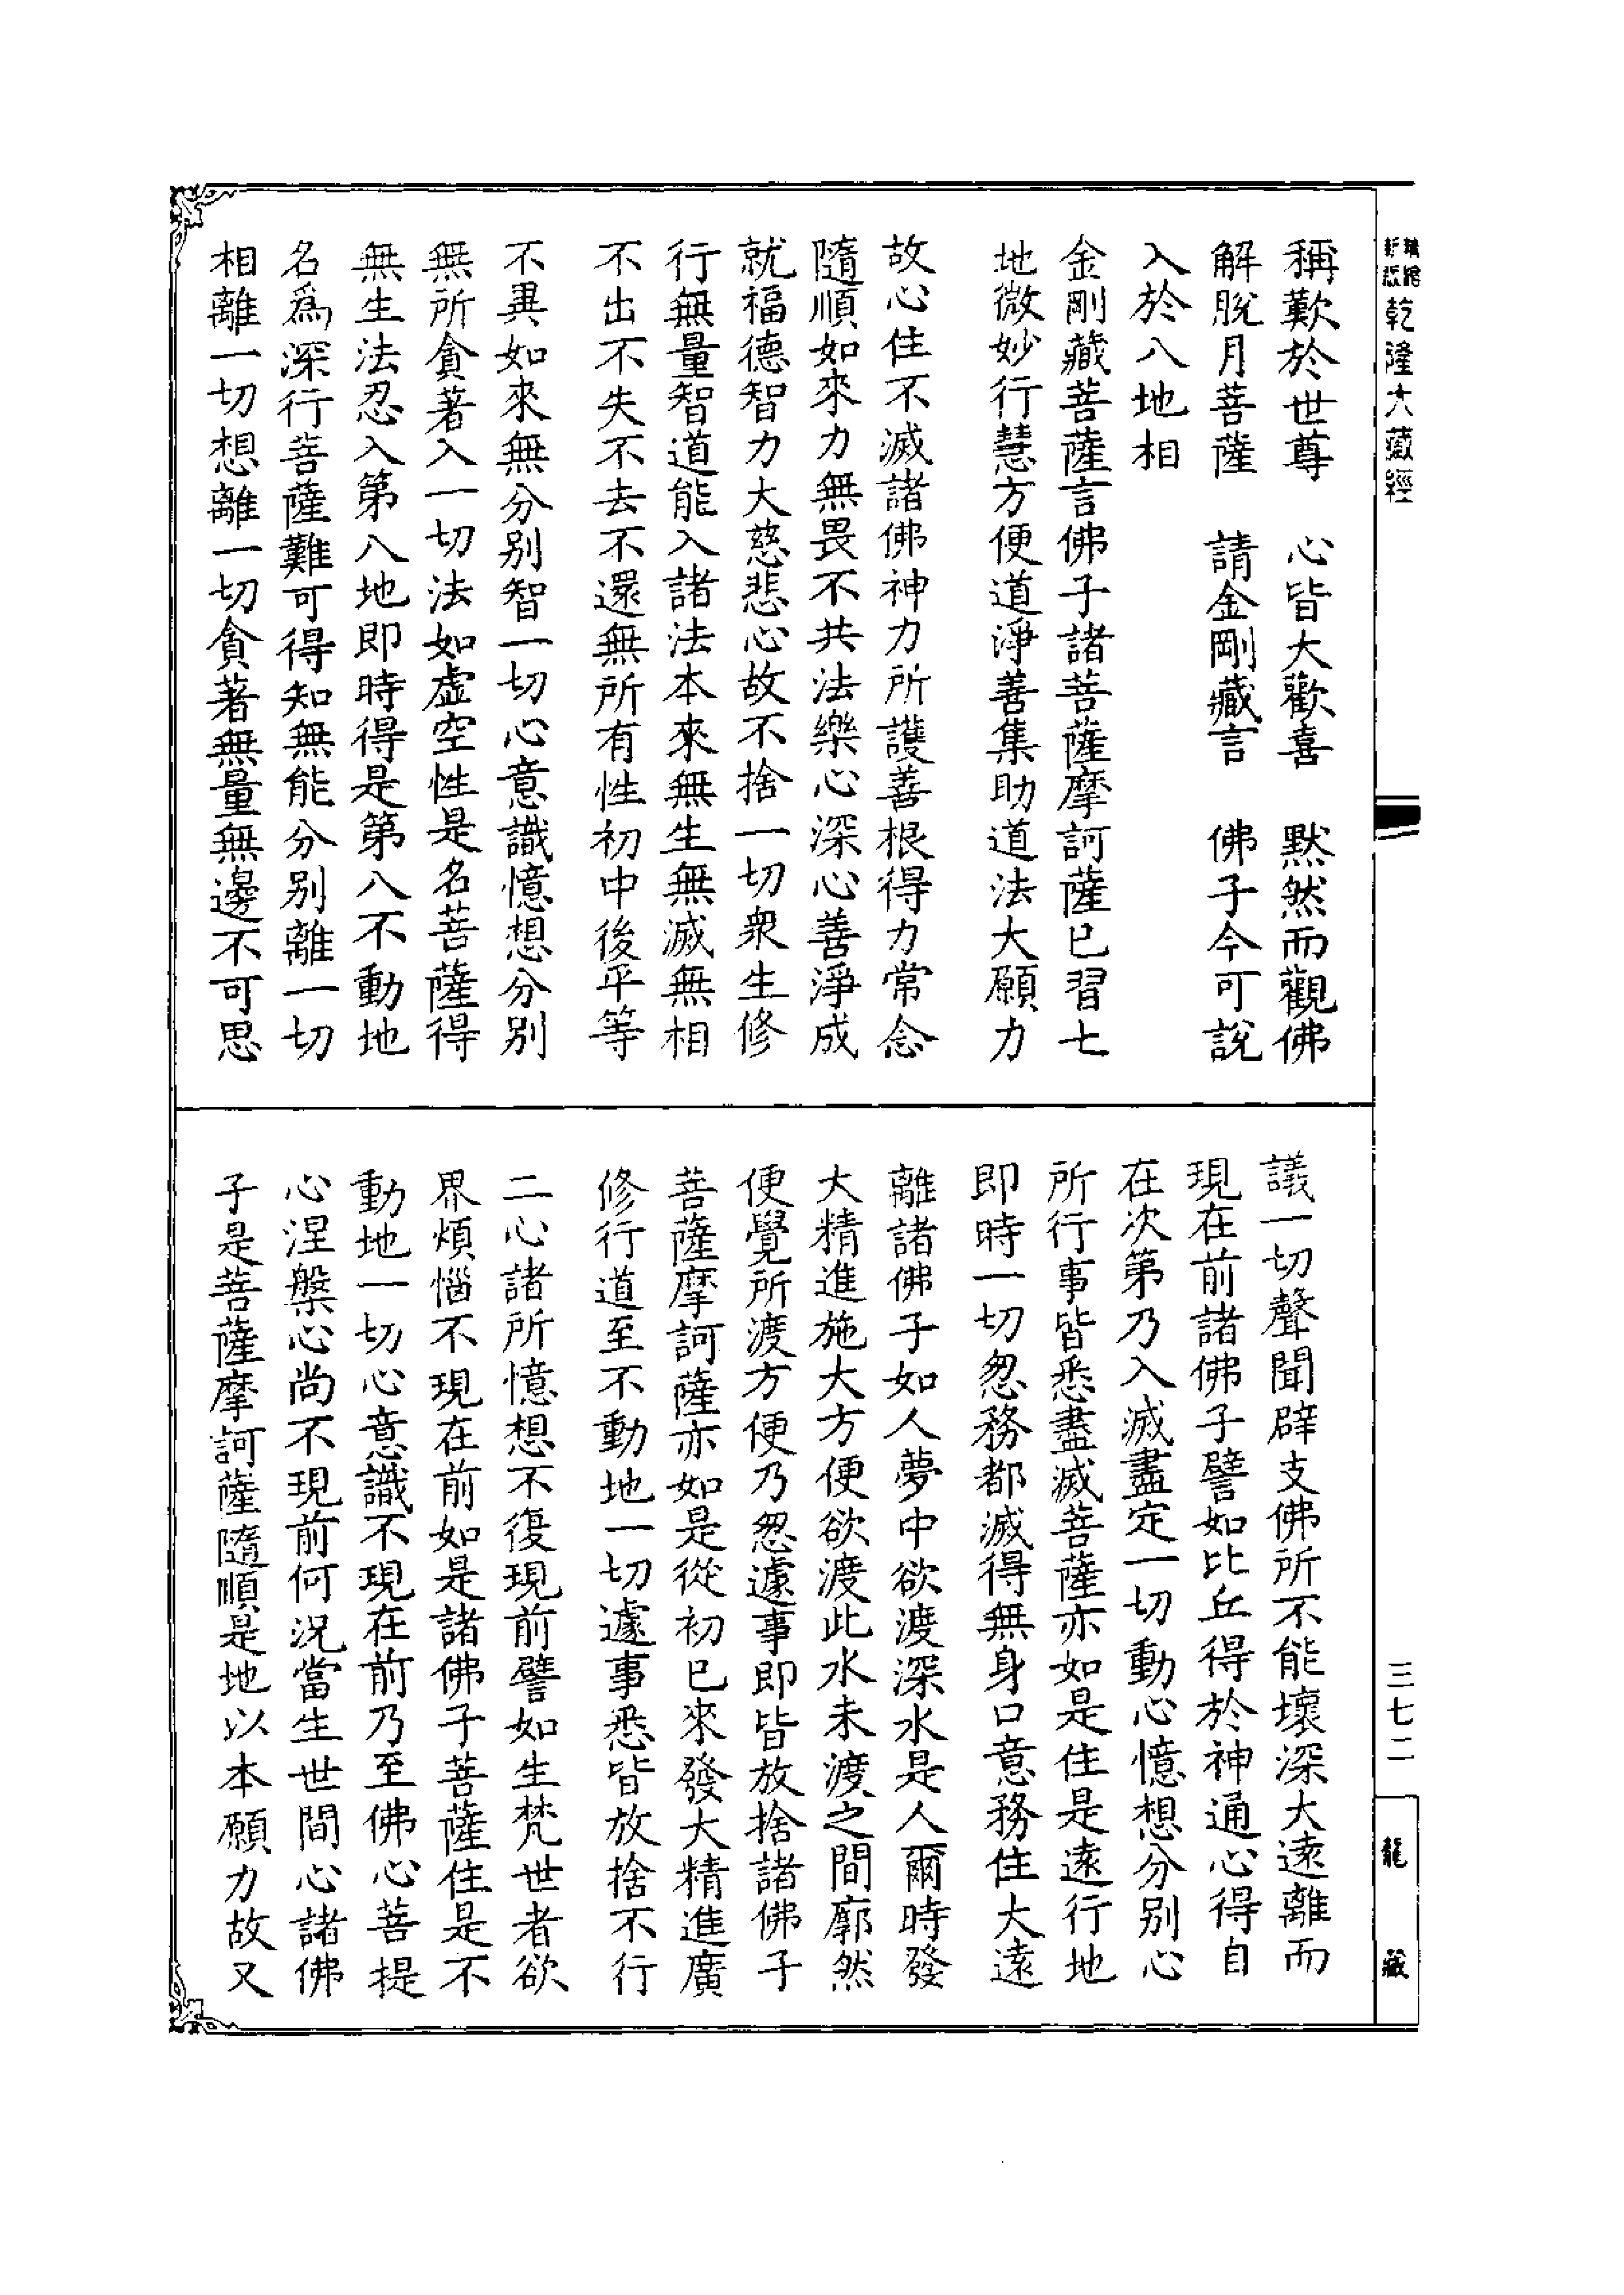 乾隆大藏經
稱歎於世尊　心皆大歡喜　默然而觀佛
解脫月菩薩　請金剛藏言　佛子今可說
入於八地相
金剛藏菩薩言佛子諸菩薩摩訶薩已習七
地微妙行慧方便道淨善集助道法大願力
故心住不滅諸佛神力所護善根得力常念
隨順如來力無畏不共法樂心深心善淨成
就福德智力大慈悲心故不捨一切衆生修
行無量智道能入諸法本來無生無滅無相
不出不失不去不還無所有性初中後平等
不異如來無分別智一切心意識憶想分別
無所貪著入一切法如虛空性是名菩薩得
無生法忍入第八地即時得是第八不動地
名爲深行菩薩難可得知無能分別離一切
相離一切想離一切貪著無量無邊不可思
議一切聲聞辟支佛所不能壞深大遠離而
現在前諸佛子譬如比丘得於神通心得自
在次第乃入滅盡定一切動心憶想分別心
所行事皆悉盡滅菩薩亦如是住是遠行地
即時一切怱務都滅得無身口意務住大遠
離諸佛子如人夢中欲渡深水是人爾時發
大精進施大方便欲渡此水未渡之間廓然
便覺所渡方便乃怱遽事即皆放捨諸佛子
菩薩摩訶薩亦如是從初已來發大精進廣
修行道至不動地一切遽事悉皆放捨不行
二心諸所憶想不復現前譬如生梵世者欲
界煩惱不現在前如是諸佛子菩薩住是不
動地一切心意識不現在前乃至佛心菩提
心涅槃心尚不現前何況當生世間心諸佛
子是菩薩摩訶薩隨順是地以本願力故又
三七二
龍藏